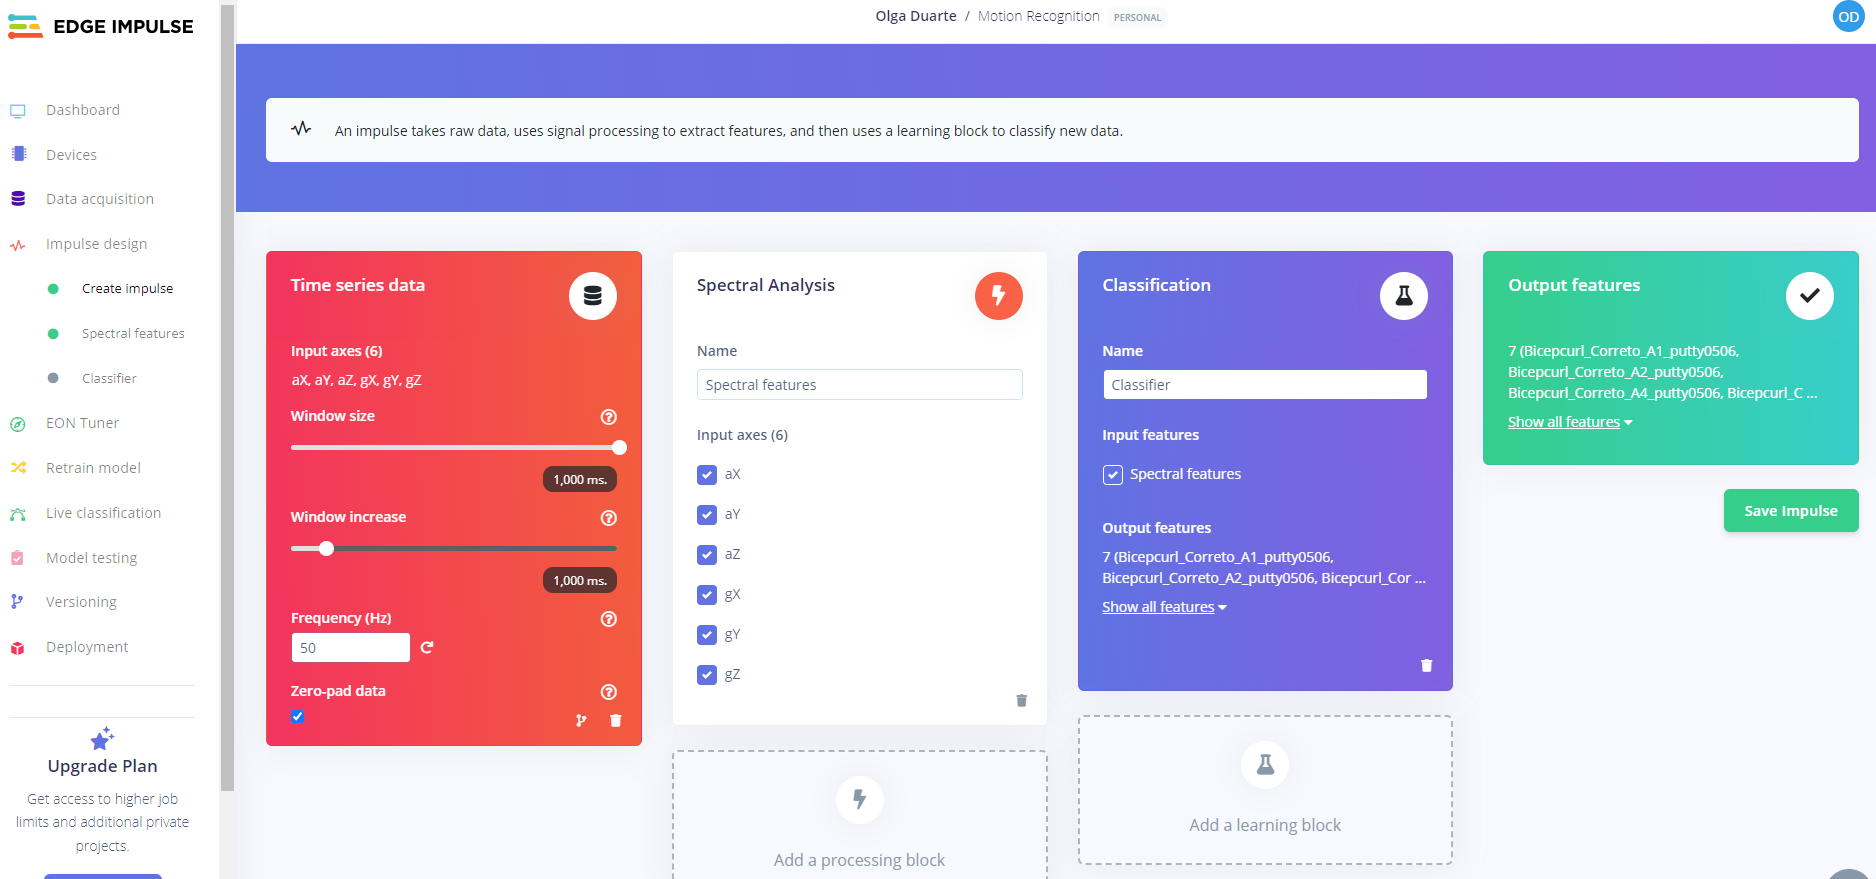 EDGE IMPULSE
Olga Duarte / Motion Recognition PERSONAL
OD
Dashboard
Devices
Data acquisition
Impulse design
Create impulse
Spectral features
Classifier
EON Tuner
Retrain model
Live classification
Model testing
Versioning
Deployment
Upgrade Plan
Get access to higher job
limits and additional private
projects.
An impulse takes raw data, uses signal processing to extract features, and then uses a learning block to classify new data.
Time series data
Input axes (6)
aX, aY, aZ, gX, gY, gZ
Window size
1,000 ms.
Window increase
1,000 ms.
Frequency (Hz)
50
Zero-pad data
Spectral Analysis
Name
Spectral features
Input axes (6)
aX
aY
aZ
gX
gY
gZ
Add a processing block
Classification
Name
Classifier
Input features
Spectral features
Output features
7 (Bicepcurl_Correto_A1_putty0506,
Bicepcurl_Correto_A2_putty0506, Bicepcurl_Cor ...
Show all features
Add a learning block
Output features
7 (Bicepcurl_Correto_A1_putty0506,
Bicepcurl_Correto_A2_putty0506,
Bicepcurl_Correto_A4_putty0506, Bicepcurl_C ...
Show all features
Save Impulse